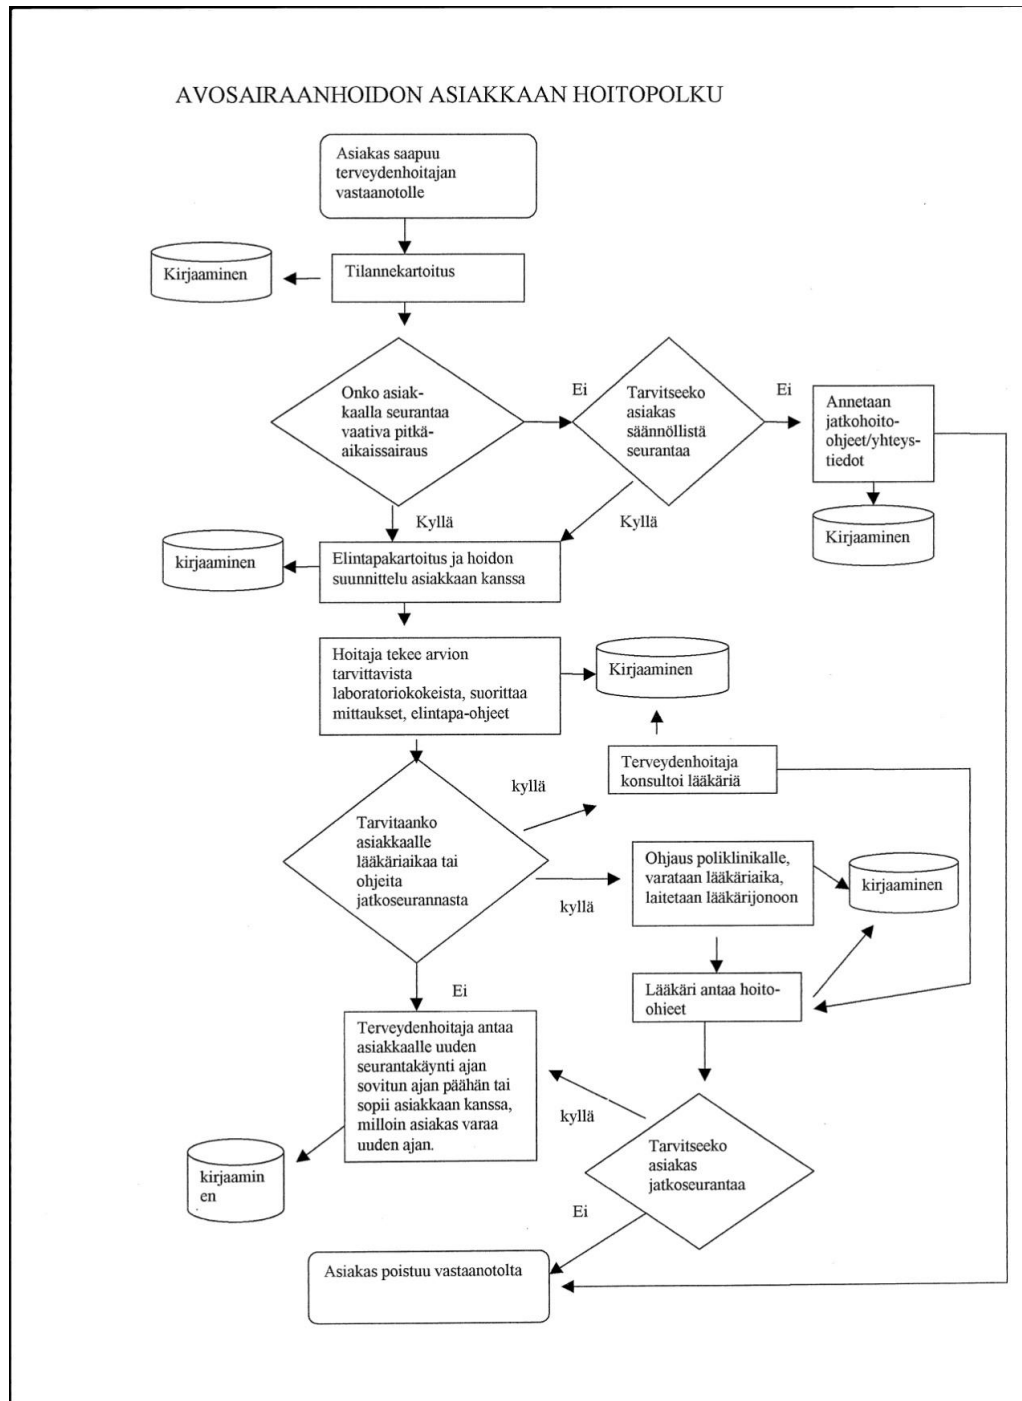 AVOSAIRAANHOIDON ASIAKKAAN HOITOPOLKU
Asiakas saapuu
terveydenhoitajan
vastaanotolle
Kirjaaminen
Tilannekartoitus
Onko asiak-
kaalla seurantaa
vaativa pitkä-
aikaissairaus
Ei
Tarvitseeko
asiakas
säännöllistä
seurantaa
Ei
Annetaan
jatkohoito-
ohjeet/yhteys-
tiedot
Kyllä
Kyllä
Kirjaaminen
kirjaaminen
Elintapakartoitus ja hoidon
suunnittelu asiakkaan kanssa
Hoitaja tekee arvion
tarvittavista
laboratoriokokeista, suorittaa
mittaukset, elintapa-ohjeet
Kirjaaminen
kyllä
Terveydenhoitaja
konsultoi lääkäriä
Tarvitaanko
asiakkaalle
lääkäriaikaa tai
ohjeita
jatkoseurannasta
kyllä
Ohjaus poliklinikalle,
varataan lääkäriaika,
laitetaan lääkärijonoon
kirjaaminen
Ei
Lääkäri antaa hoito-
ohjeet
Terveydenhoitaja antaa
asiakkaalle uuden
seurantakäynti ajan
sovitun ajan päähän tai
sopii asiakkaan kanssa,
milloin asiakas varaa
uuden ajan.
kyllä
Tarvitseeko
asiakas
jatkoseurantaa
kirjaamin
en
Ei
Asiakas poistuu vastaanotolta